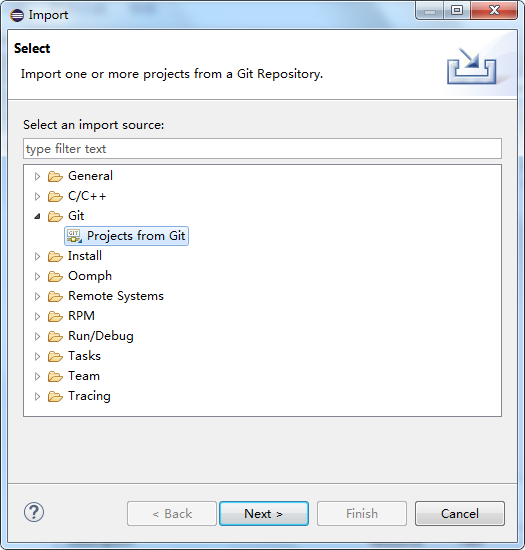 Import
Select
Import one or more projects from a Git Repository.
Select an import source:
type filter text
General
C/C++
Git
GIT Projects from Git
Install
Oomph
Remote Systems
RPM
Run/Debug
Tasks
Team
Tracing
? < Back Next > Finish Cancel